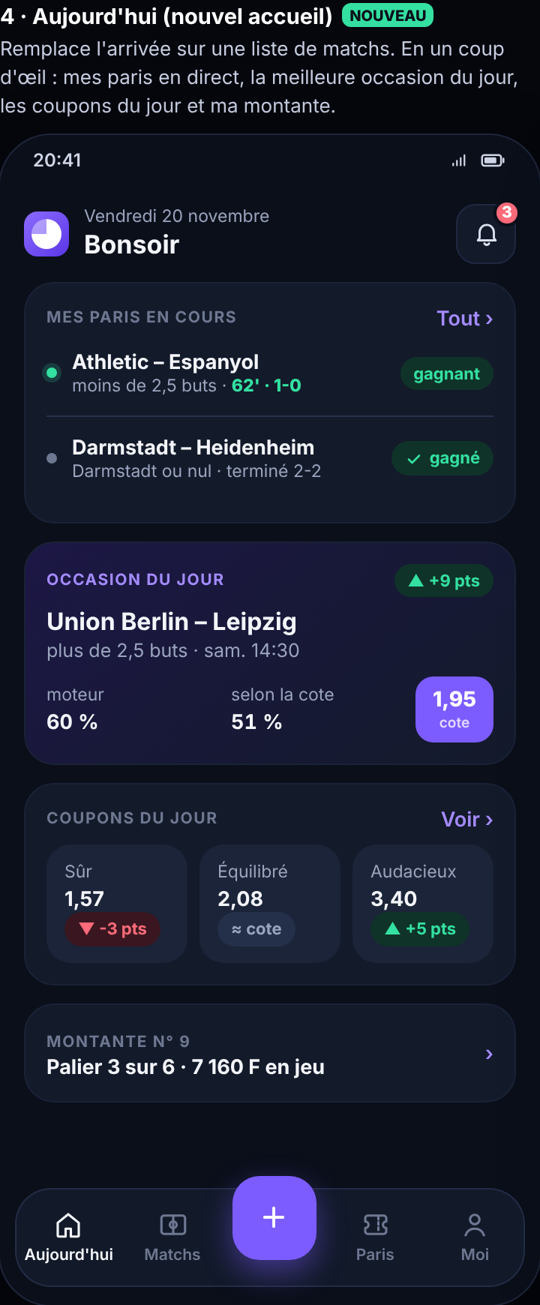 4 · Aujourd'hui (nouvel accueil) NOUVEAU
Remplace l'arrivée sur une liste de matchs. En un coup
d'œil : mes paris en direct, la meilleure occasion du jour,
les coupons du jour et ma montante.
20:41
Vendredi 20 novembre
Bonsoir
3
MES PARIS EN COURS
Tout ›
Athletic – Espanyol
moins de 2,5 buts · 62' · 1-0
gagnant
Darmstadt – Heidenheim
Darmstadt ou nul · terminé 2-2
✓ gagné
OCCASION DU JOUR
▲ +9 pts
Union Berlin – Leipzig
plus de 2,5 buts · sam. 14:30
moteur
60 %
selon la cote
51 %
1,95
cote
COUPONS DU JOUR
Voir ›
Sûr
1,57
▼ -3 pts
Équilibré
2,08
≈ cote
Audacieux
3,40
▲ +5 pts
MONTANTE N° 9
Palier 3 sur 6 · 7 160 F en jeu
›
+
Aujourd'hui
Matchs
Paris
Moi